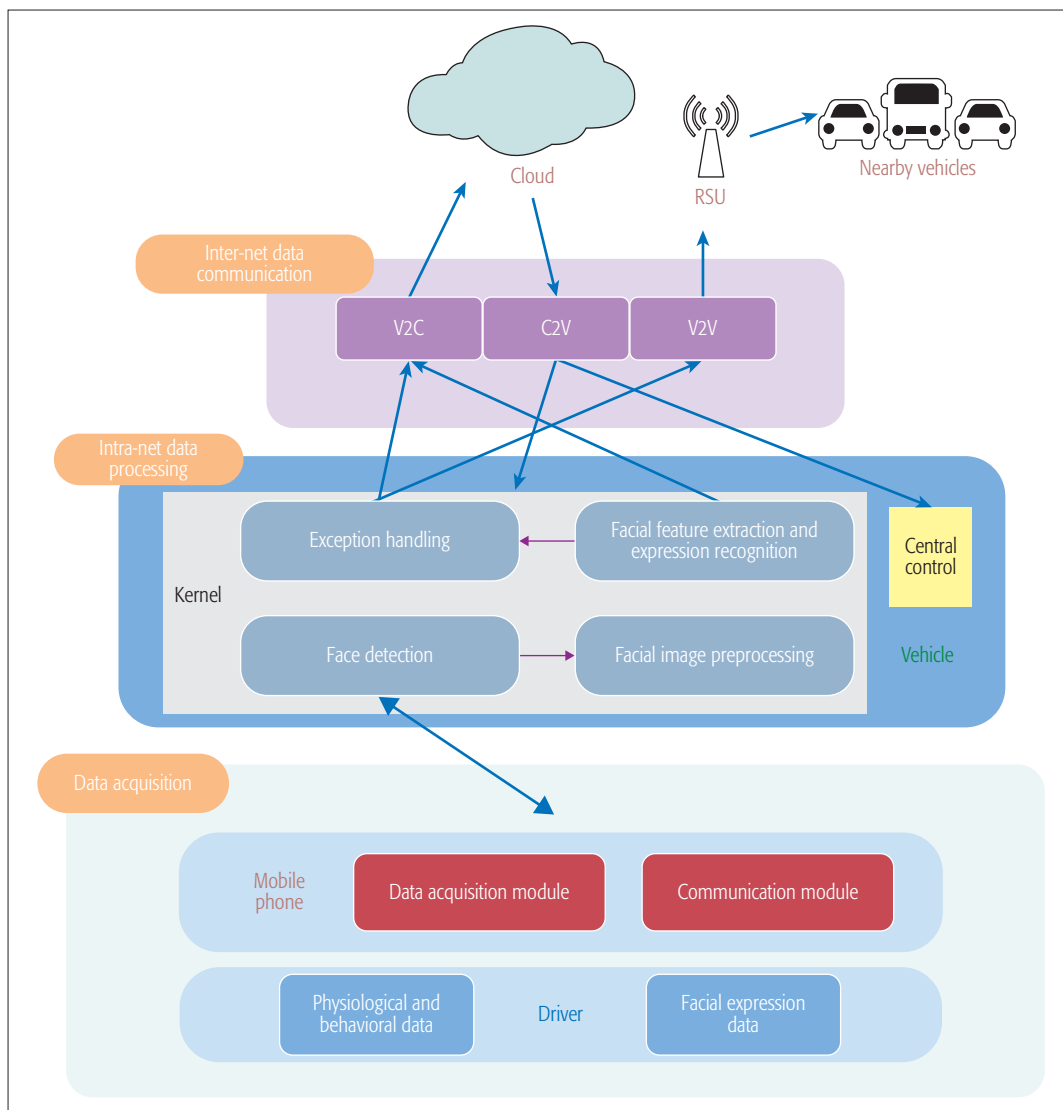 Cloud
RSU
Nearby vehicles
Inter-net data
communication
V2C
C2V
V2V
Intra-net data
processing
Exception handling
Facial feature extraction and
expression recognition
Central
control
Kernel
Face detection
Facial image preprocessing
Vehicle
Data acquisition
Mobile
phone
Data acquisition module
Communication module
Physiological and
behavioral data
Driver
Facial expression
data